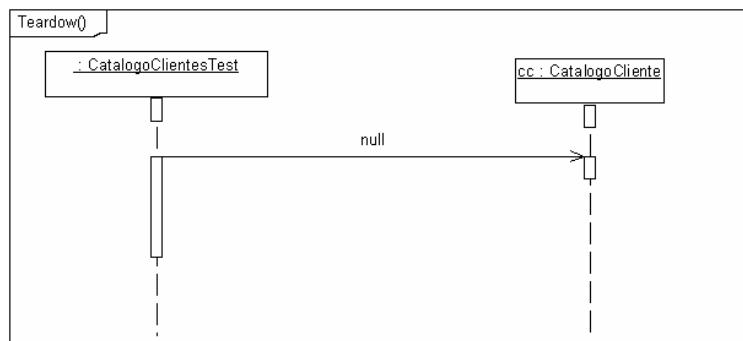 Teardow()
: CatalogoClientesTest
cc : CatalogoCliente
null